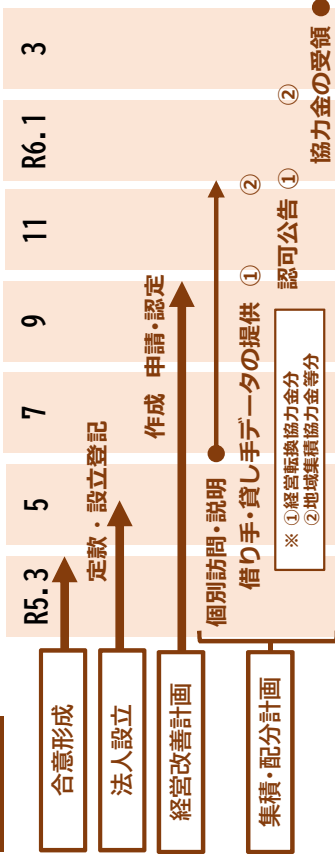 R5.3 5 7 9 11 R6.1 3
合意形成
定款・設立登記
法人設立
作成 申請・認定
経営改善計画
個別訪問・説明
借り手・貸し手データの提供 ① ②
集積・配分計画
認可公告 ① ②
※ ①経営転換協力金分
②地域集積協力金等分
協力金の受領